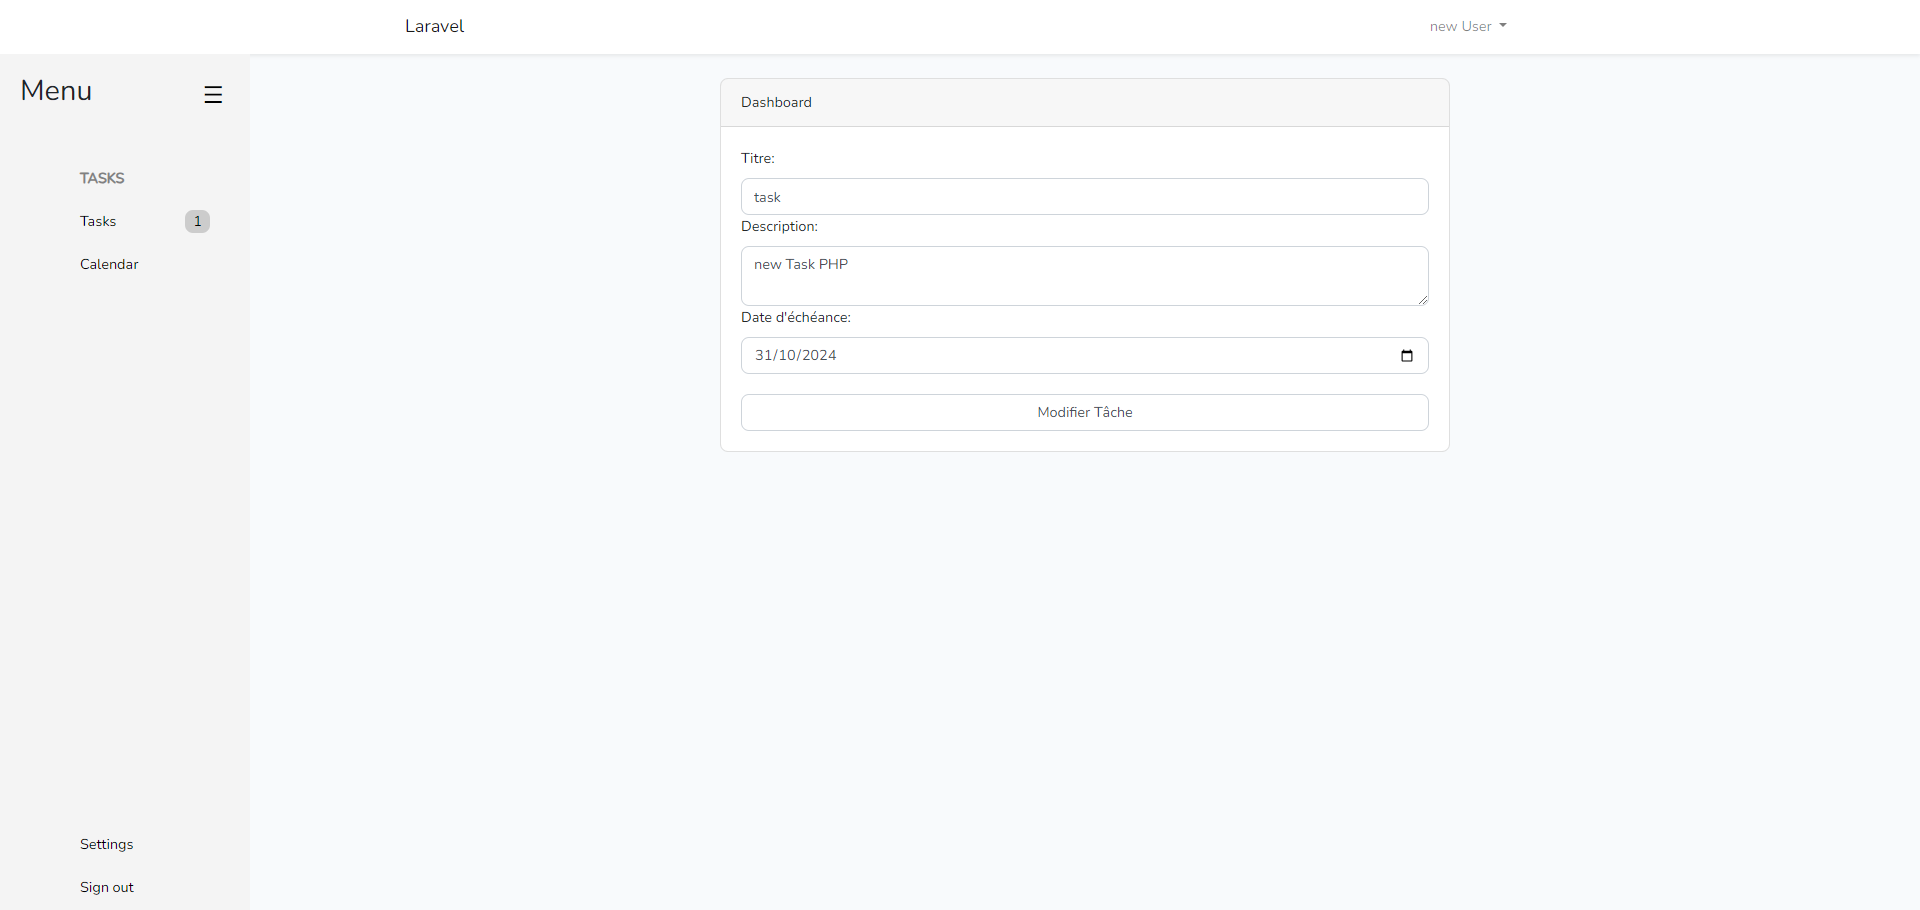 Laravel
new User
Menu
TASKS
Tasks 1
Calendar
Settings
Sign out
Dashboard
Titre:
task
Description:
new Task PHP
Date d'échéance:
31/10/2024
Modifier Tâche